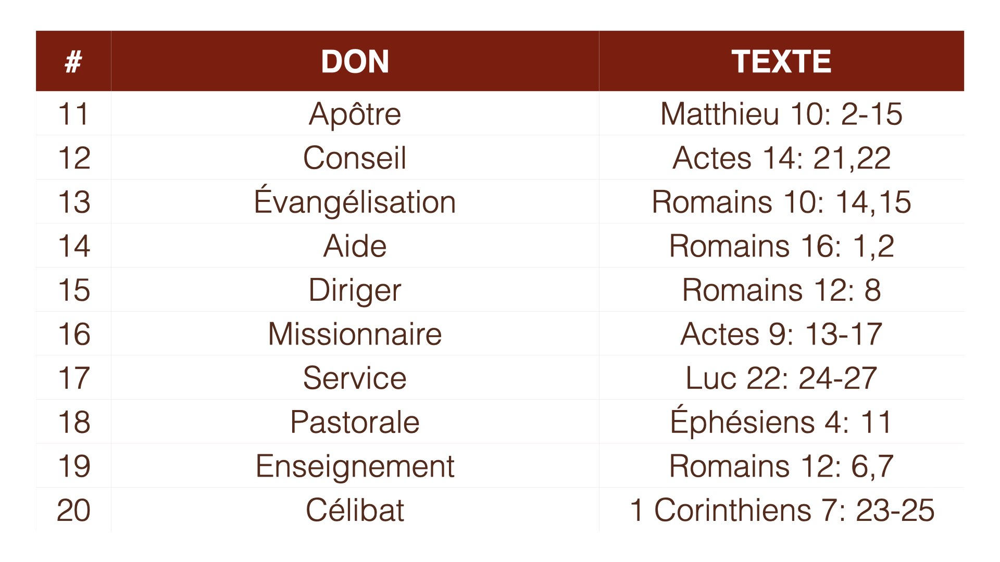 # DON TEXTE
11 Apôtre Matthieu 10: 2-15
12 Conseil Actes 14: 21,22
13 Évangélisation Romains 10: 14,15
14 Aide Romains 16: 1,2
15 Diriger Romains 12: 8
16 Missionnaire Actes 9: 13-17
17 Service Luc 22: 24-27
18 Pastorale Éphésiens 4: 11
19 Enseignement Romains 12: 6,7
20 Célibat 1 Corinthiens 7: 23-25